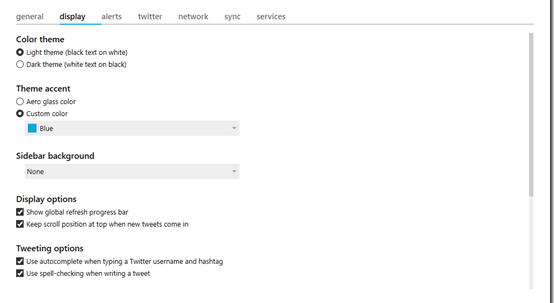 general display alerts twitter network sync services
Color theme
Light theme (black text on white)
Dark theme (white text on black)
Theme accent
Aero glass color
Custom color
Blue
Sidebar background
None
Display options
Show global refresh progress bar
Keep scroll position at top when new tweets come in
Tweeting options
Use autocomplete when typing a Twitter username and hashtag
Use spell-checking when writing a tweet